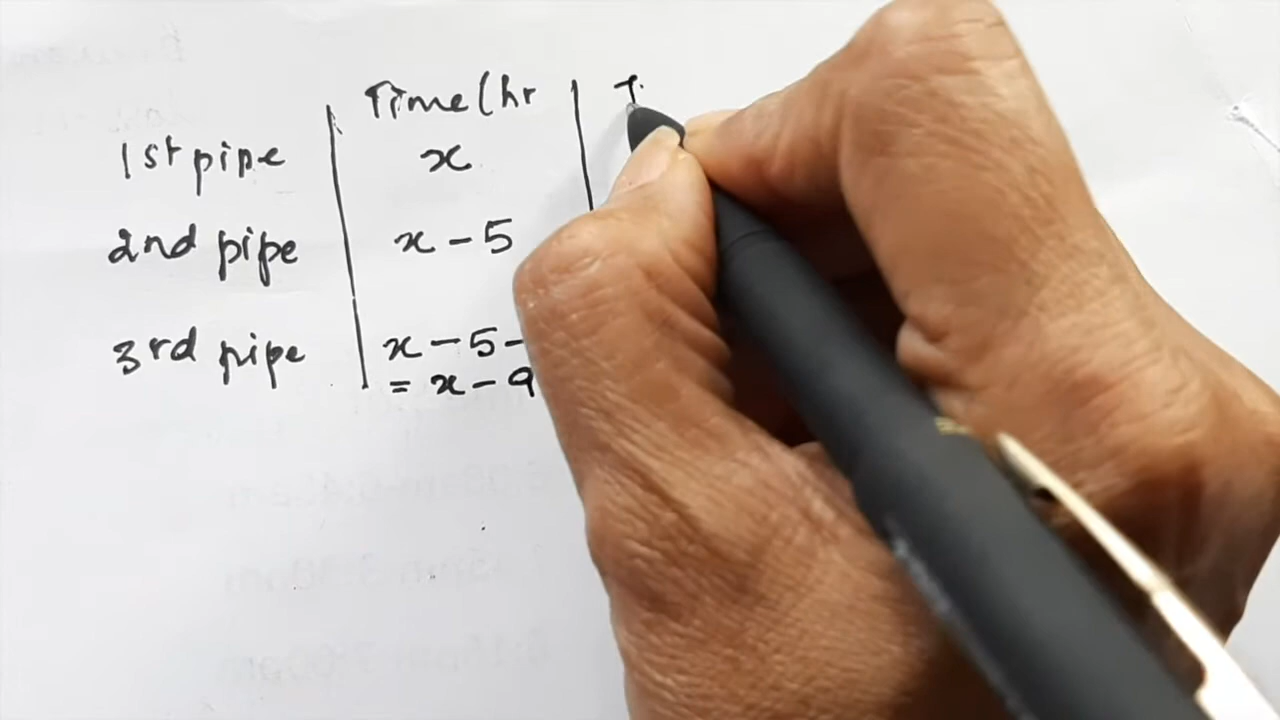 Time (hr
1st pipe x
2nd pipe x - 5
3rd pipe x - 5 -
= x - 9